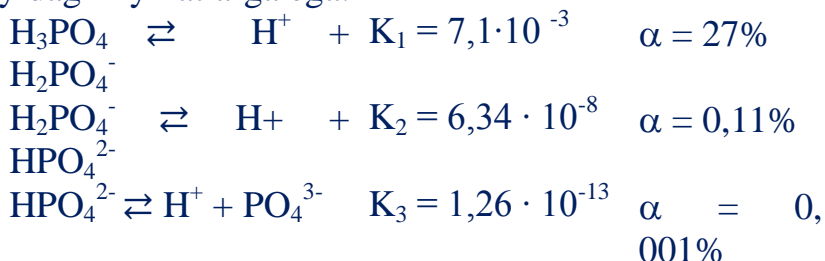 H₃PO₄ ⇄ H⁺ + K₁ = 7,1·10 ⁻³ α = 27%
H₂PO₄⁻
H₂PO₄⁻ ⇄ H+ + K₂ = 6,34 · 10⁻⁸ α = 0,11%
HPO₄²⁻
HPO₄²⁻ ⇄ H⁺ + PO₄³⁻ K₃ = 1,26 · 10⁻¹³ α = 0,
001%